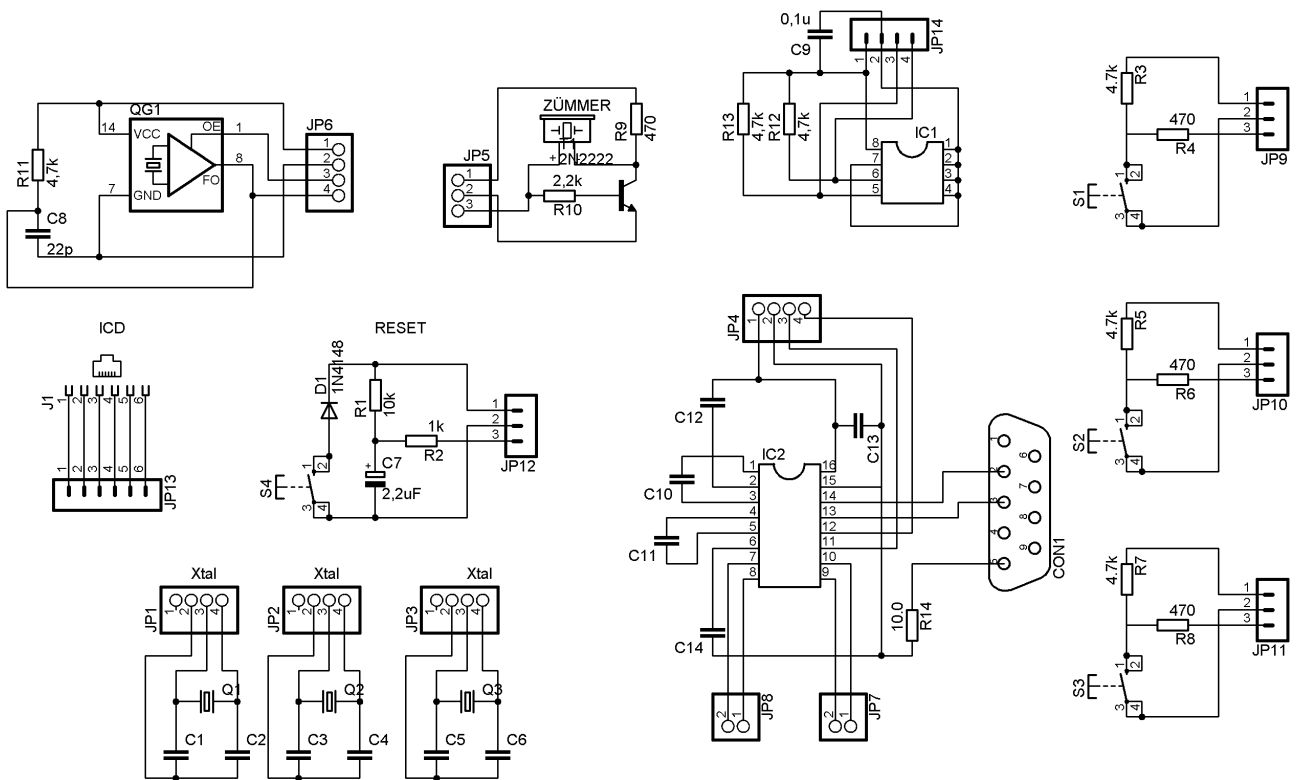 QG1
14
VCC
OE
1
8
FO
7
GND
R11
4,7k
C8
22p
JP6
1
2
3
4
JP5
1
2
3
ZÜMMER
+2N2222
2,2k
R10
R9
470
0,1u
C9
JP14
1
2
3
4
R13
4,7k
R12
4,7k
IC1
8
7
6
5
1
2
3
4
4.7k
R3
470
R4
1
2
3
JP9
S1
1
2
3
4
ICD
J1
1
2
3
4
5
6
1
2
3
4
5
6
JP13
RESET
D1
1N4148
R1
10k
1k
R2
+
C7
2,2uF
S4
1
2
3
4
1
2
3
JP12
JP4
1
2
3
4
C12
C13
C10
C11
C14
IC2
1
2
3
4
5
6
7
8
16
15
14
13
12
11
10
9
10.0
R14
JP8
2
1
JP7
2
1
CON1
1
2
3
4
5
6
7
8
9
4.7k
R5
470
R6
1
2
3
JP10
S2
1
2
3
4
4.7k
R7
470
R8
1
2
3
JP11
S3
1
2
3
4
Xtal
JP1
1
2
3
4
Q1
C1
C2
Xtal
JP2
1
2
3
4
Q2
C3
C4
Xtal
JP3
1
2
3
4
Q3
C5
C6